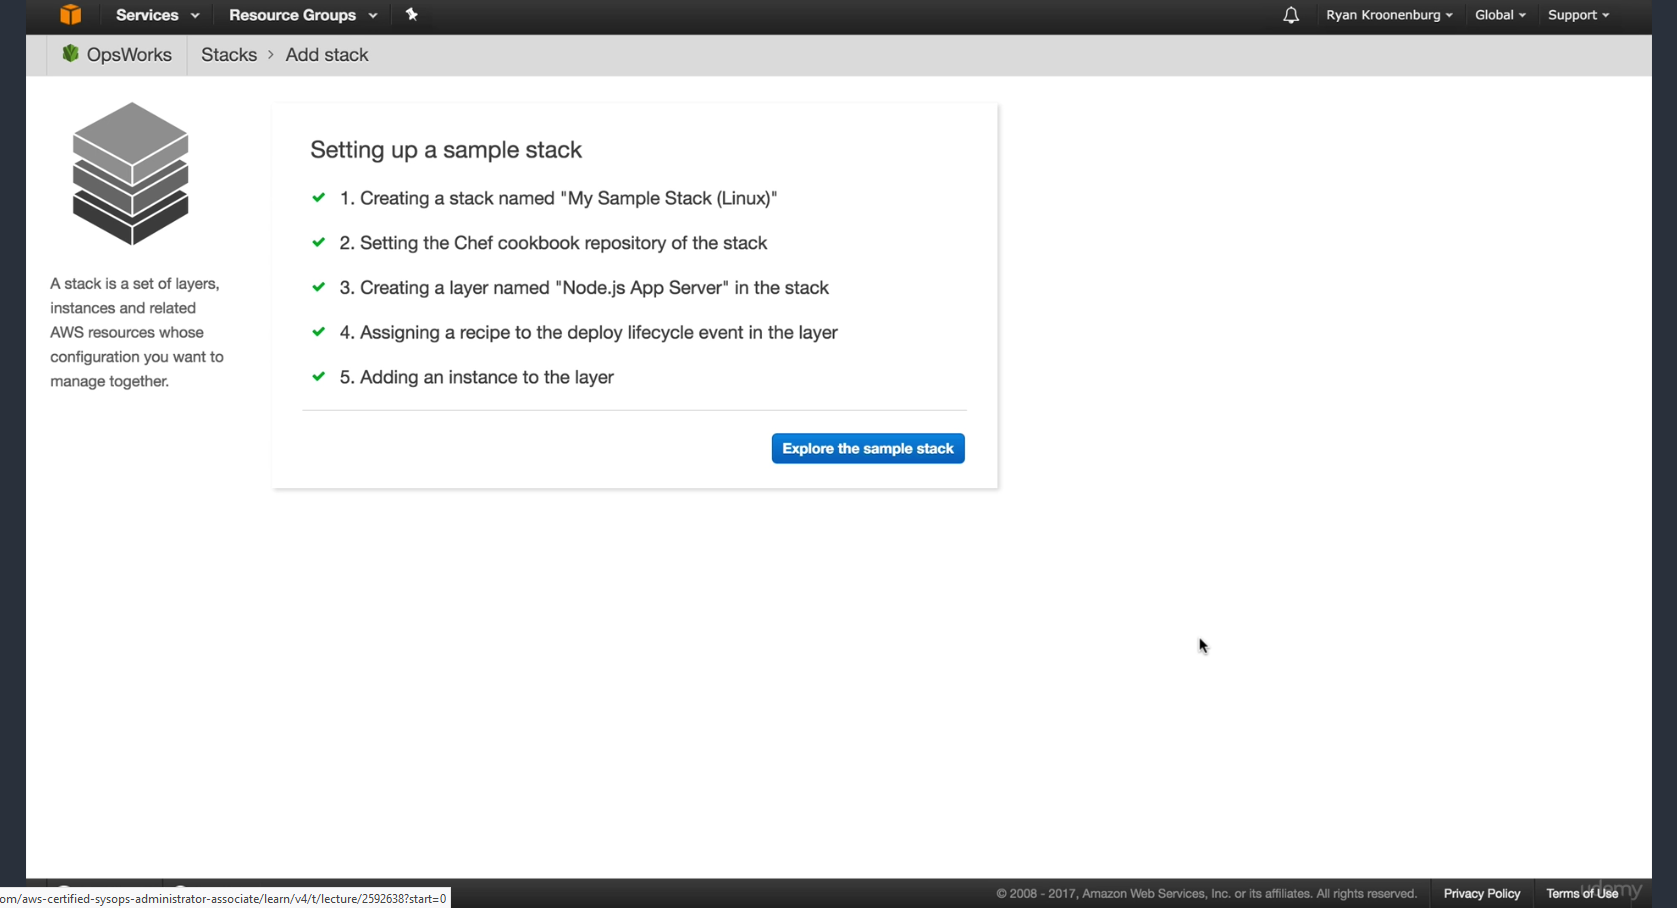 Services Resource Groups Ryan Kroonenburg Global Support
OpsWorks Stacks > Add stack
Setting up a sample stack
1. Creating a stack named "My Sample Stack (Linux)"
2. Setting the Chef cookbook repository of the stack
3. Creating a layer named "Node.js App Server" in the stack
4. Assigning a recipe to the deploy lifecycle event in the layer
5. Adding an instance to the layer
Explore the sample stack
A stack is a set of layers,
instances and related
AWS resources whose
configuration you want to
manage together.
© 2008 - 2017, Amazon Web Services, Inc. or its affiliates. All rights reserved. Privacy Policy Terms of Use
udemy
om/aws-certified-sysops-administrator-associate/learn/v4/t/lecture/2592638?start=0